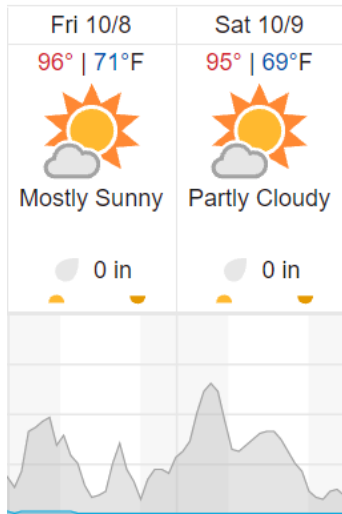 Fri 10/8
Sat 10/9
96° | 71°F
95° | 69°F
Mostly Sunny
Partly Cloudy
0 in
0 in